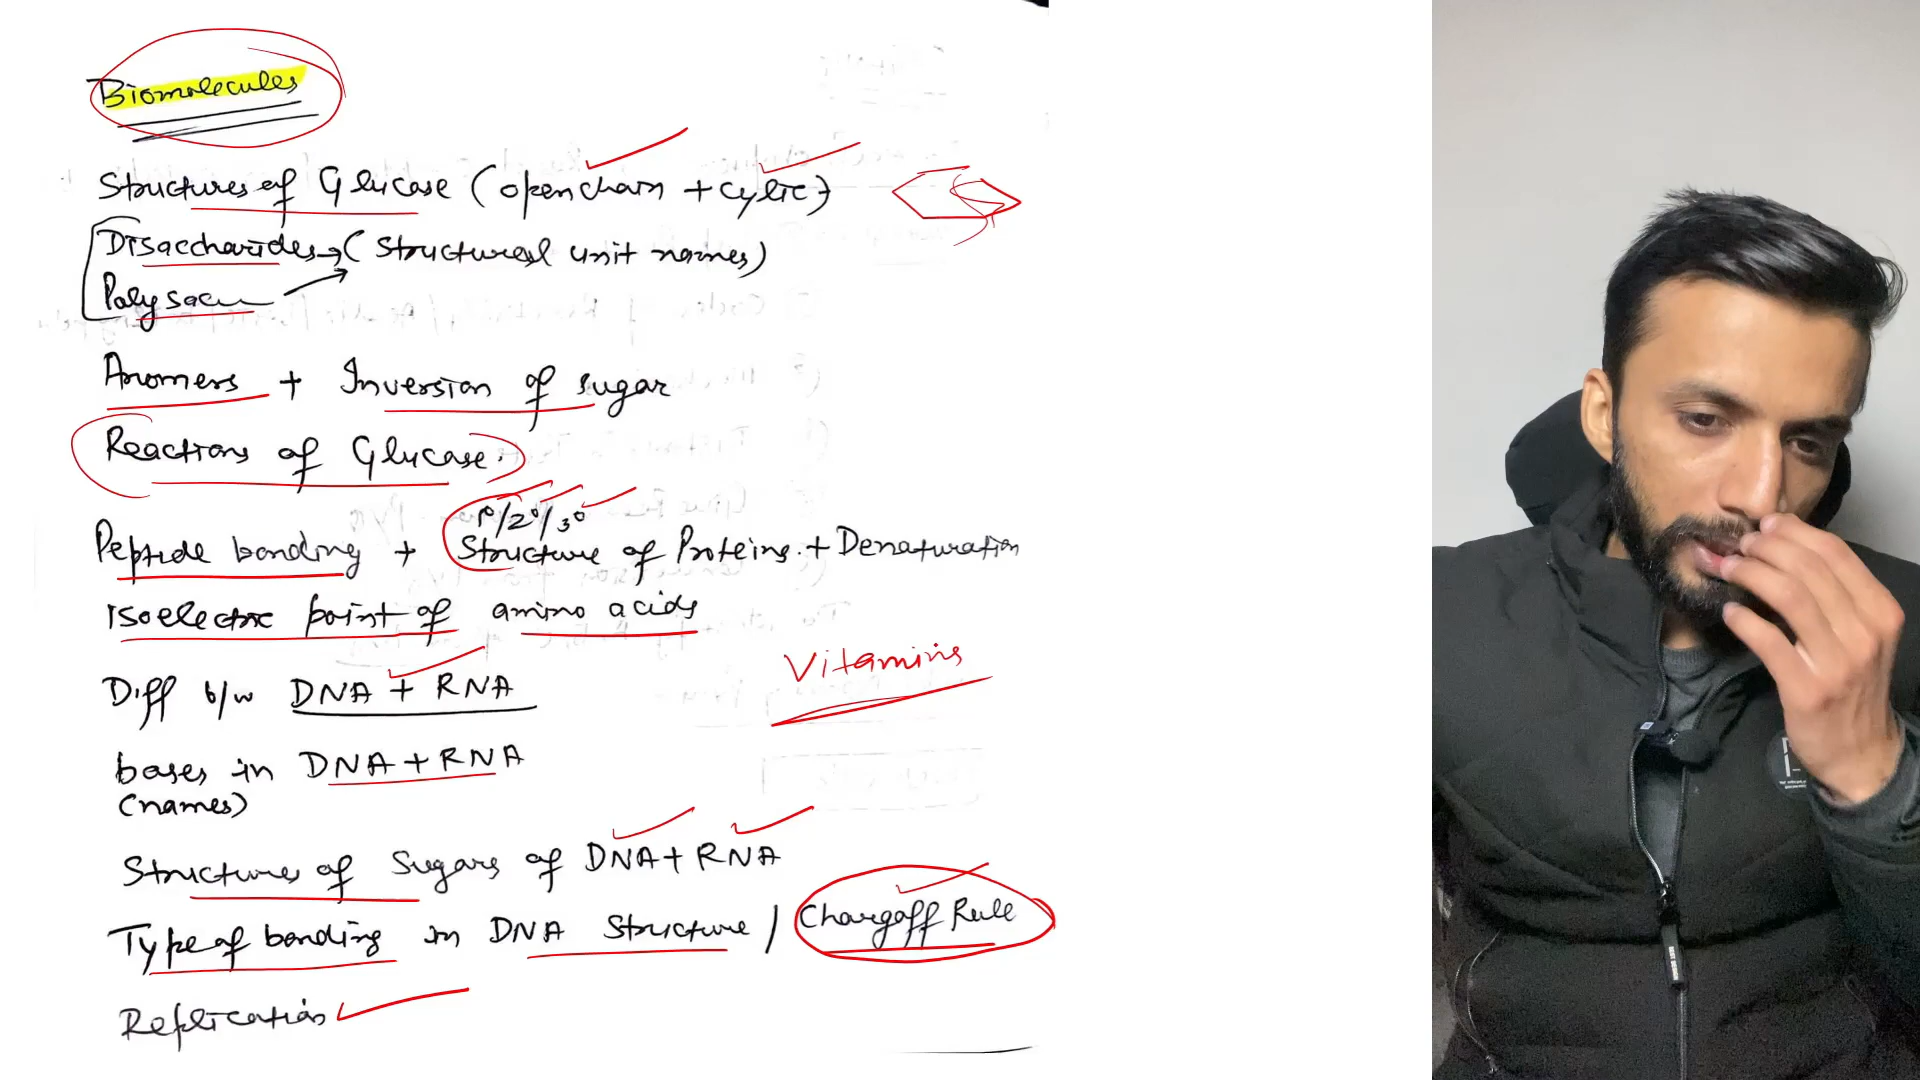 Biomolecules
Structures of Glucose (open chain + cylic)
Disaccharides → (structural unit names)
Polysacc
Anomers + Inversion of sugar
Reactions of Glucose.
1°/2°/3°
Peptide bonding + Structure of Proteins. + Denaturation
isoelectric point of amino acids
Diff b/w DNA + RNA
Vitamins
bases in DNA + RNA
(names)
Structures of Sugars of DNA + RNA
Type of bonding in DNA Structure / Chargaff Rule
Replication